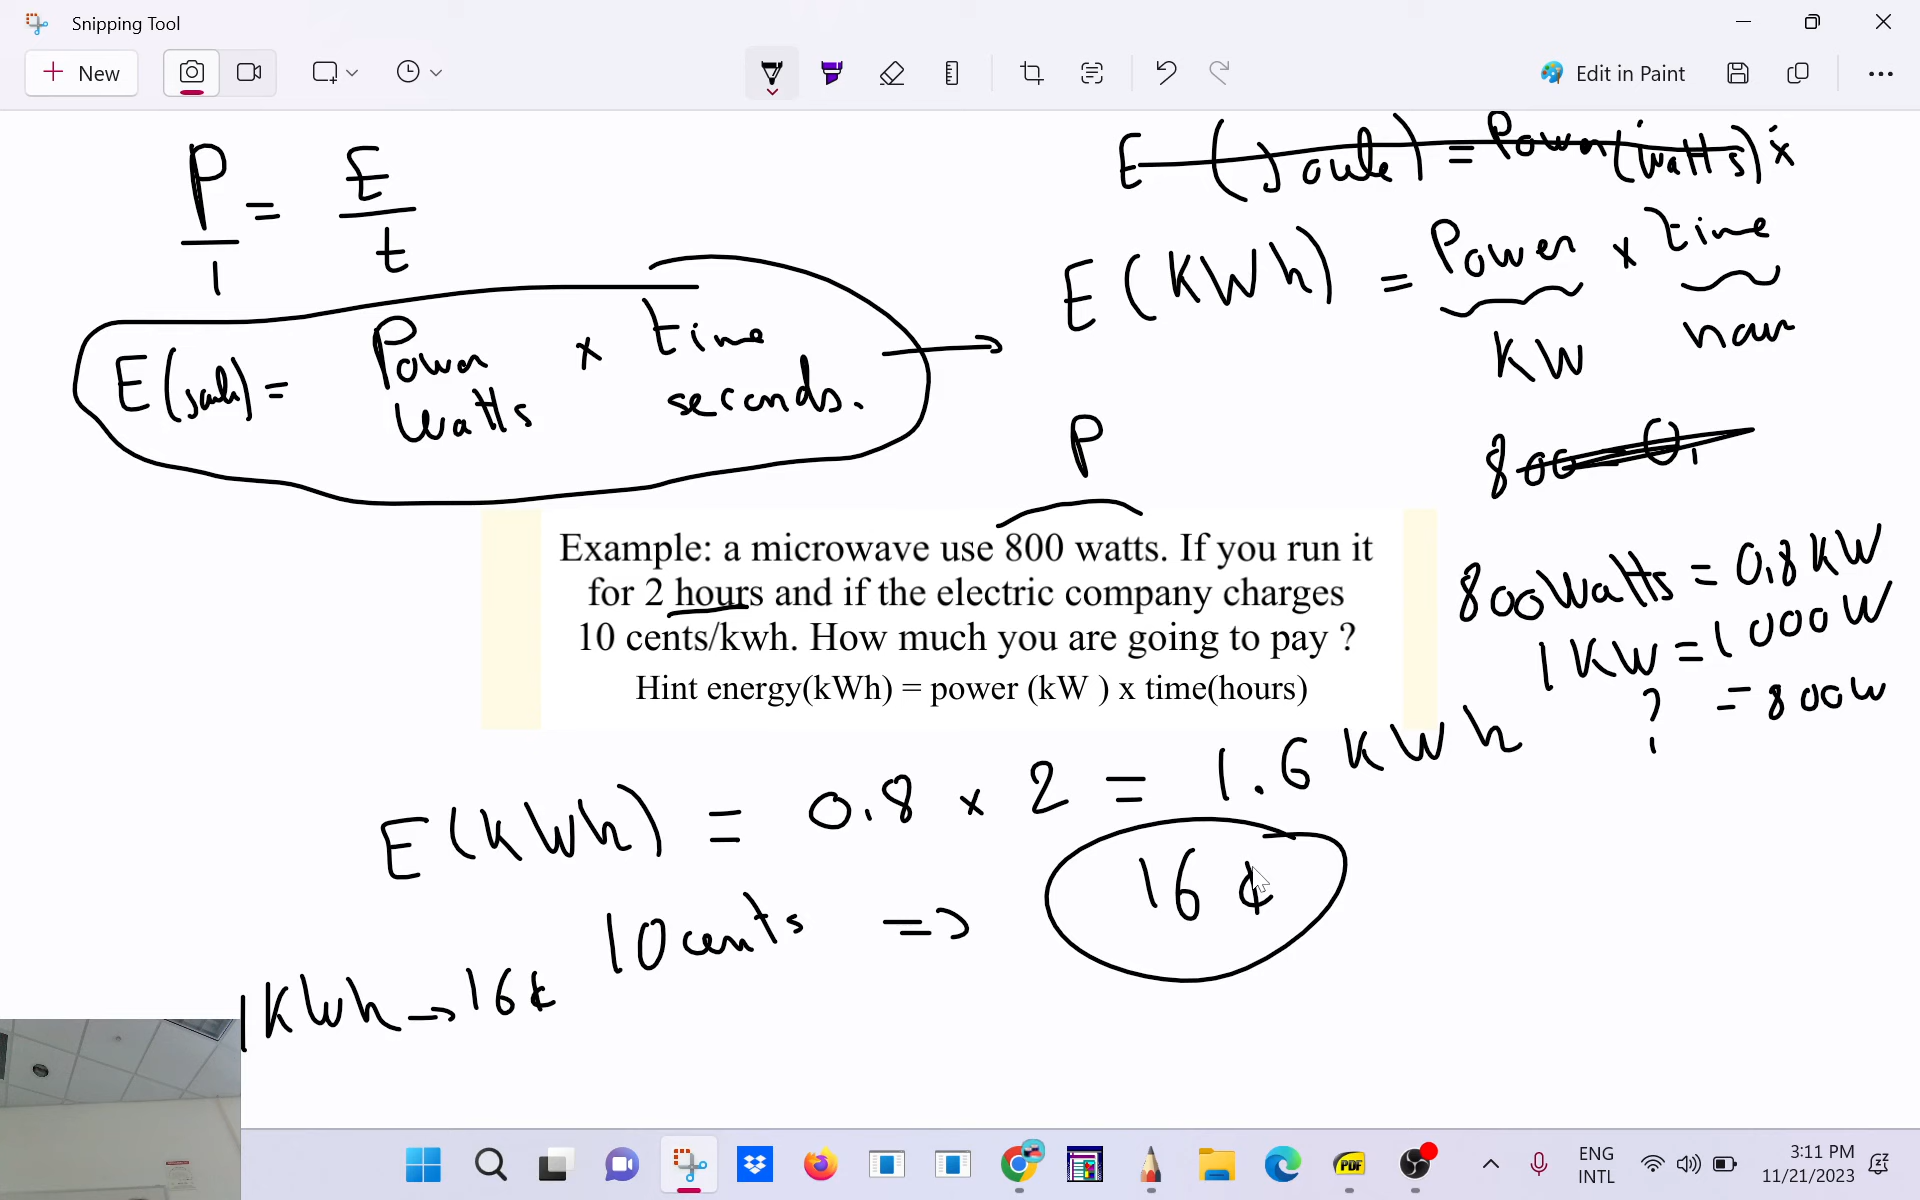 Snipping Tool
New
Edit in Paint
P/1 = E/t
E (Joule) = Power (watts) x
E (KWh) = Power x time
KW
E( ) = Power x time
Watts seconds.
P
800 = 0,
Example: a microwave use 800 watts. If you run it
for 2 hours and if the electric company charges
10 cents/kwh. How much you are going to pay ?
Hint energy(kWh) = power (kW ) x time(hours)
800 Watts = 0,8 KW
1 KW = 1000 W
? = 800 W
E (KWh) = 0.8 x 2 = 1.6 KWh
10 cents => 16 ¢
1 KWh → 16 ¢
PDF
ENG
INTL
3:11 PM
11/21/2023